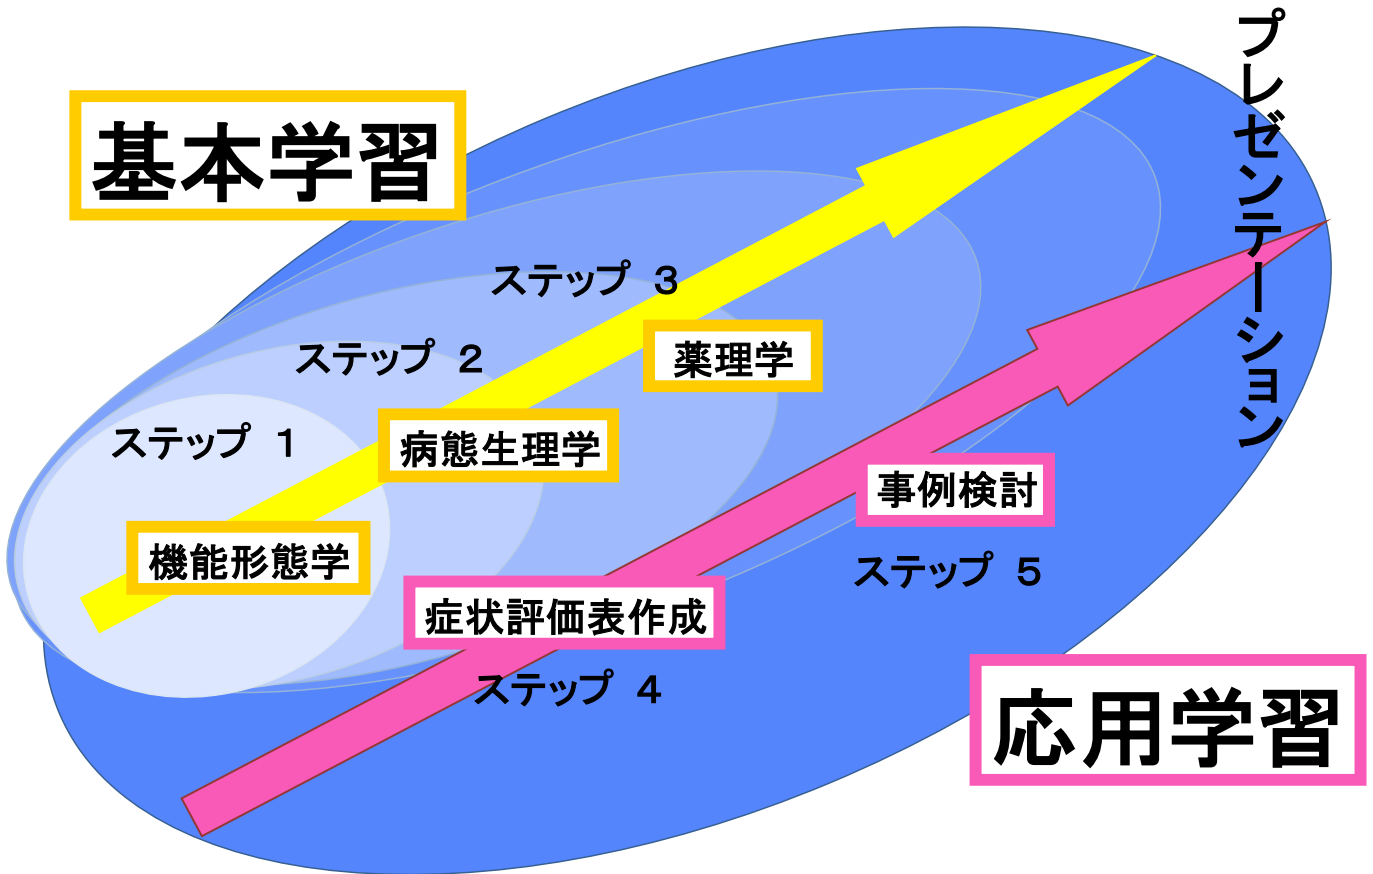 基本学習
プレゼンテーション
ステップ ３
薬理学
ステップ ２
病態生理学
ステップ １
機能形態学
事例検討
ステップ ５
症状評価表作成
ステップ ４
応用学習